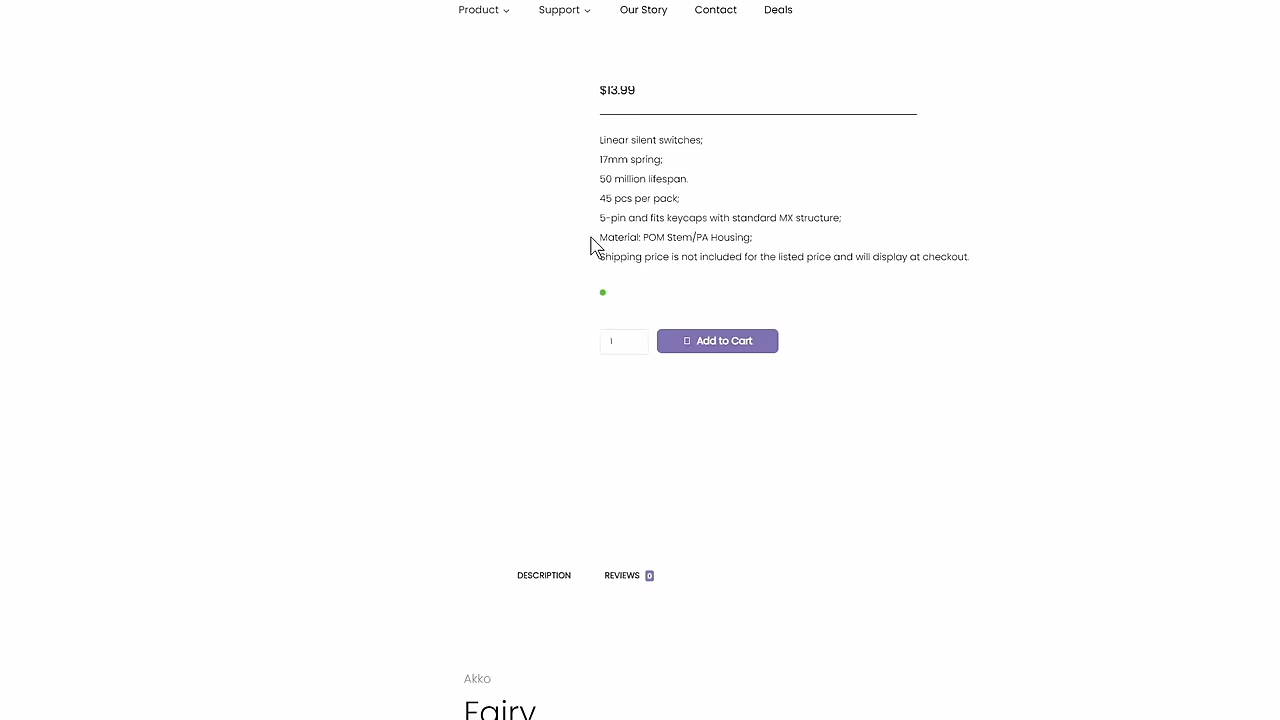 Product
Support
Our Story
Contact
Deals
$13.99
Linear silent switches;
17mm spring;
50 million lifespan.
45 pcs per pack;
5-pin and fits keycaps with standard MX structure;
Material: POM Stem/PA Housing;
Shipping price is not included for the listed price and will display at checkout.
1
Add to Cart
DESCRIPTION
REVIEWS 0
Akko
Fairy